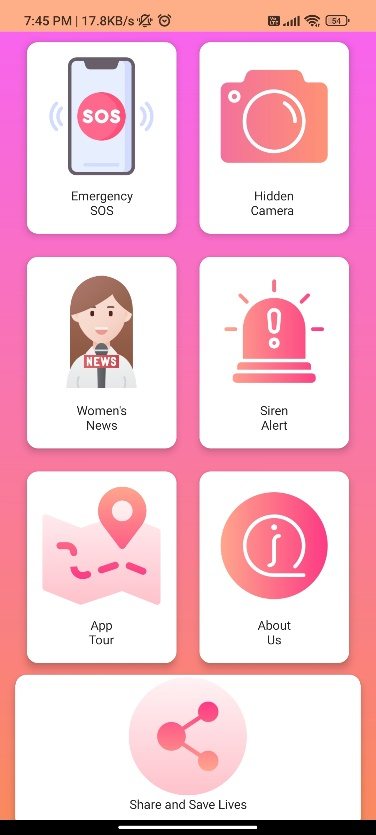 7:45 PM | 17.8KB/s
54
SOS
Emergency
SOS
Hidden
Camera
NEWS
Women's
News
Siren
Alert
App
Tour
About
Us
Share and Save Lives